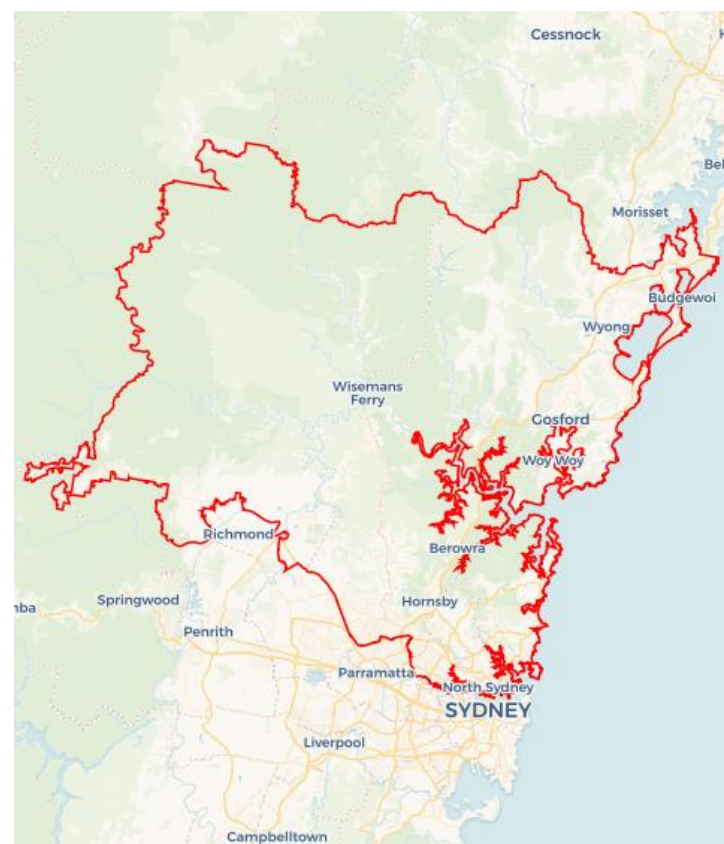 Cessnock
H
Bel
Morisset
Budgewoi
Wyong
Wisemans
Ferry
Gosford
Woy Woy
Richmond
Berowra
mba
Springwood
Hornsby
Penrith
Parramatta
North Sydney
SYDNEY
Liverpool
Campbelltown